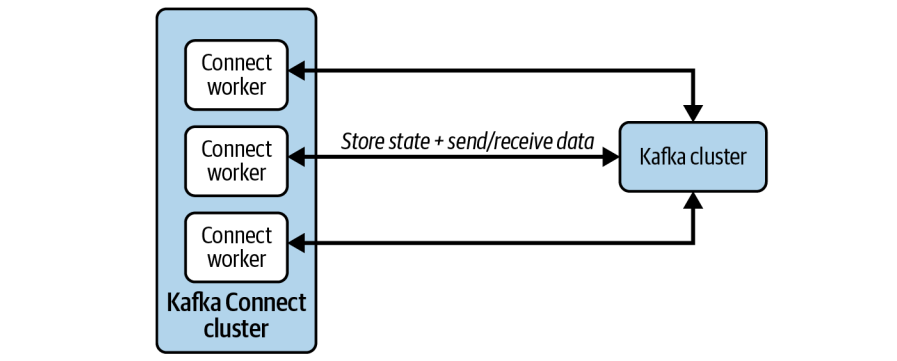 Connect
worker
Connect
worker
Connect
worker
Kafka Connect
cluster
Store state + send/receive data
Kafka cluster